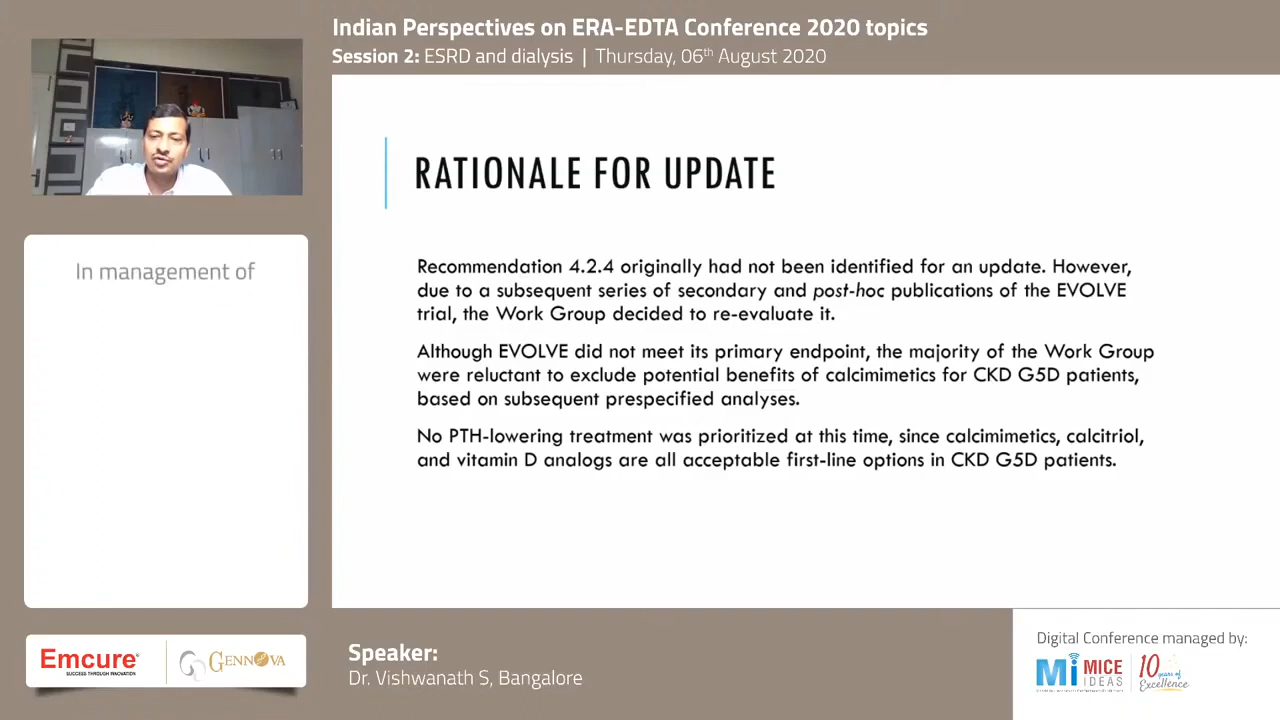 Indian Perspectives on ERA-EDTA Conference 2020 topics
Session 2: ESRD and dialysis | Thursday, 06th August 2020
In management of
RATIONALE FOR UPDATE
Recommendation 4.2.4 originally had not been identified for an update. However,
due to a subsequent series of secondary and post-hoc publications of the EVOLVE
trial, the Work Group decided to re-evaluate it.
Although EVOLVE did not meet its primary endpoint, the majority of the Work Group
were reluctant to exclude potential benefits of calcimimetics for CKD G5D patients,
based on subsequent prespecified analyses.
No PTH-lowering treatment was prioritized at this time, since calcimimetics, calcitriol,
and vitamin D analogs are all acceptable first-line options in CKD G5D patients.
Emcure®
SUCCESS THROUGH INNOVATION
GENNOVA
Speaker:
Dr. Vishwanath S, Bangalore
Digital Conference managed by:
Mi MICE
IDEAS
10 years of
Excellence